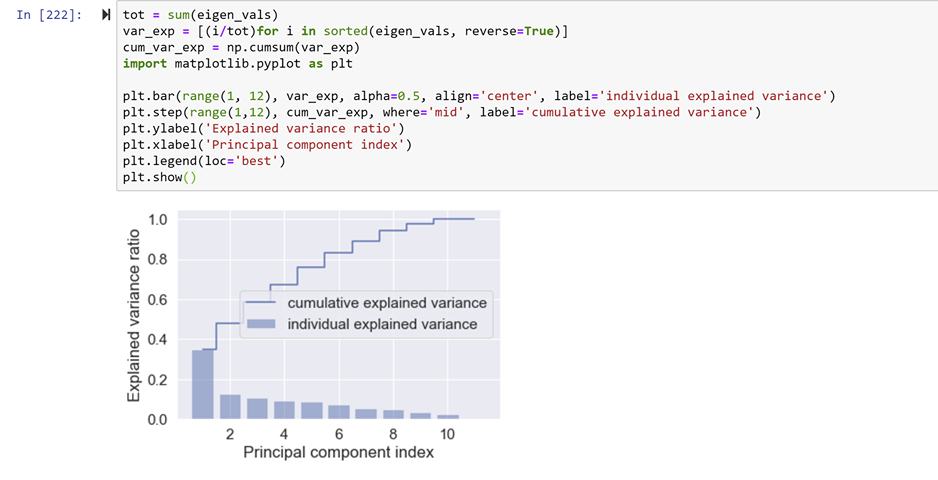 In [222]:
tot = sum(eigen_vals)
var_exp = [(i/tot)for i in sorted(eigen_vals, reverse=True)]
cum_var_exp = np.cumsum(var_exp)
import matplotlib.pyplot as plt
plt.bar(range(1, 12), var_exp, alpha=0.5, align='center', label='individual explained variance')
plt.step(range(1,12), cum_var_exp, where='mid', label='cumulative explained variance')
plt.ylabel('Explained variance ratio')
plt.xlabel('Principal component index')
plt.legend(loc='best')
plt.show()
Explained variance ratio
1.0
0.8
0.6
0.4
0.2
0.0
cumulative explained variance
individual explained variance
2 4 6 8 10
Principal component index